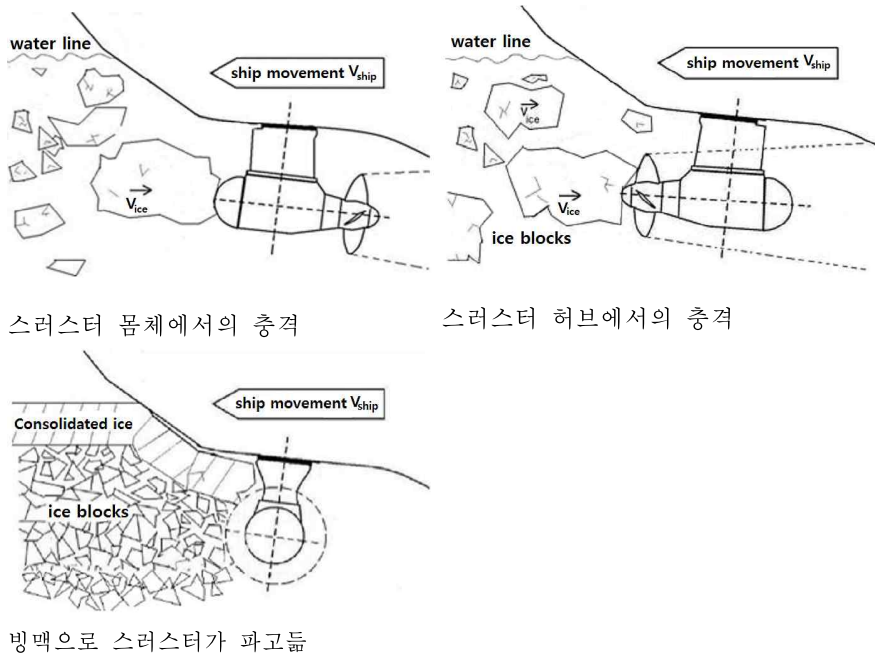 water line
ship movement Vship
Vice
스러스터 몸체에서의 충격
water line
ship movement Vship
Vice
Vice
ice blocks
스러스터 허브에서의 충격
ship movement Vship
Consolidated ice
ice blocks
빙맥으로 스러스터가 파고듦